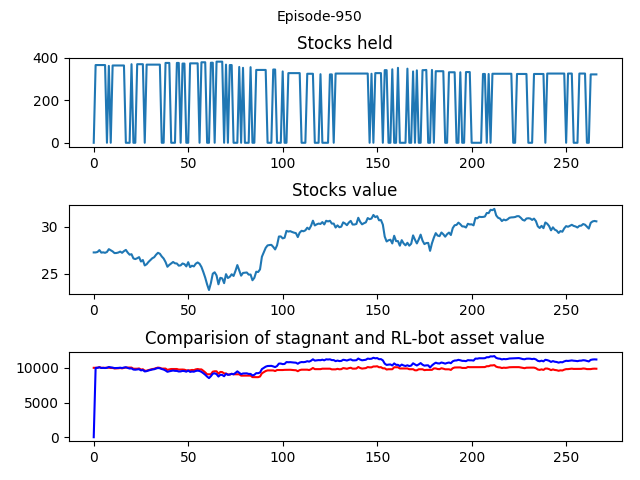 Episode-950
Stocks held
400
200
0
0 50 100 150 200 250
Stocks value
30
25
0 50 100 150 200 250
Comparision of stagnant and RL-bot asset value
10000
5000
0
0 50 100 150 200 250